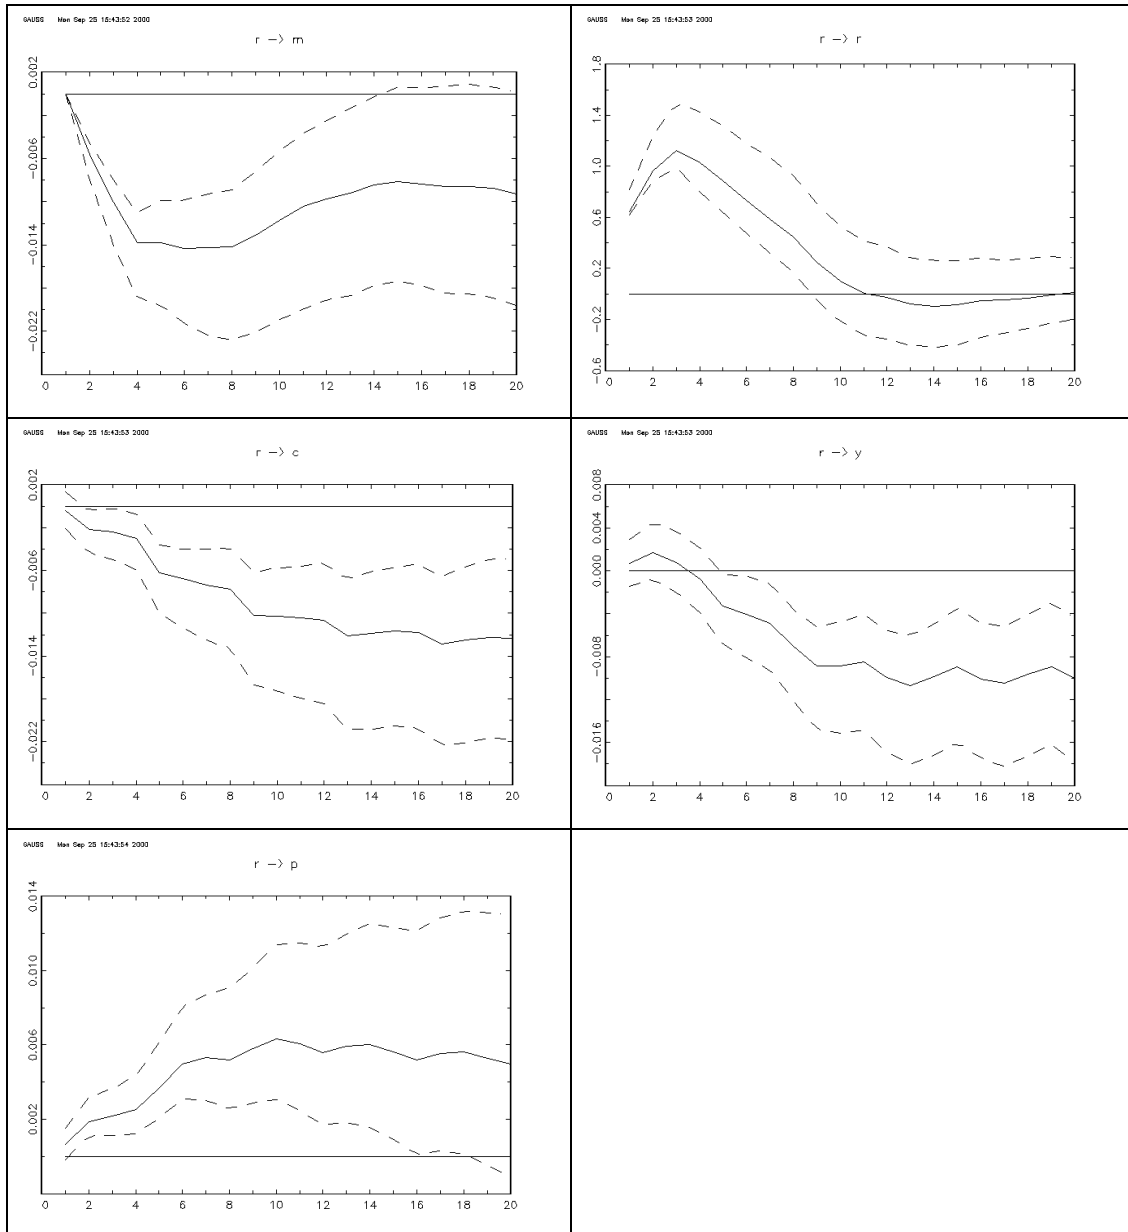 GAUSS Mon Sep 25 15:43:52 2000
r -> m
0.002
-0.006
-0.014
-0.022
0 2 4 6 8 10 12 14 16 18 20
GAUSS Mon Sep 25 15:43:53 2000
r -> r
1.8
1.4
1.0
0.6
0.2
-0.2
-0.6
0 2 4 6 8 10 12 14 16 18 20
GAUSS Mon Sep 25 15:43:53 2000
r -> c
0.002
-0.006
-0.014
-0.022
0 2 4 6 8 10 12 14 16 18 20
GAUSS Mon Sep 25 15:43:53 2000
r -> y
0.008
0.004
0.000
-0.008
-0.016
0 2 4 6 8 10 12 14 16 18 20
GAUSS Mon Sep 25 15:43:54 2000
r -> p
0.014
0.010
0.006
0.002
0 2 4 6 8 10 12 14 16 18 20